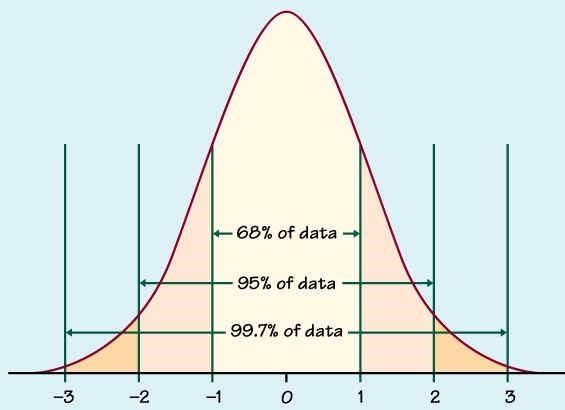 68% of data
95% of data
99.7% of data
−3 −2 −1 0 1 2 3